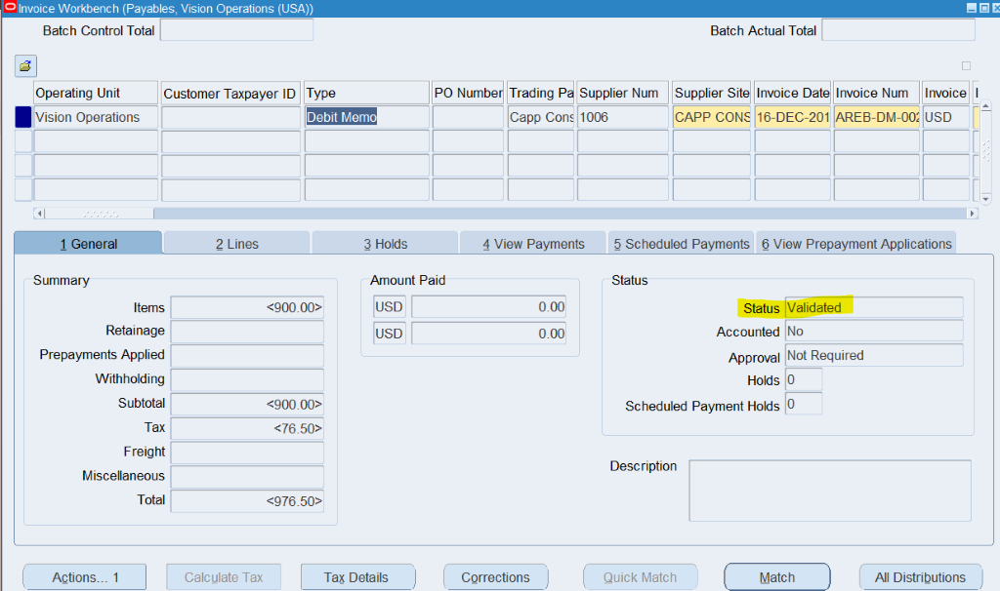 Invoice Workbench (Payables, Vision Operations (USA))
Batch Control Total
Batch Actual Total
Operating Unit Customer Taxpayer ID Type PO Number Trading Pa Supplier Num Supplier Site Invoice Date Invoice Num Invoice
Vision Operations Debit Memo Capp Cons 1006 CAPP CONS 16-DEC-201 AREB-DM-002 USD
1 General 2 Lines 3 Holds 4 View Payments 5 Scheduled Payments 6 View Prepayment Applications
Summary
Items <900.00>
Retainage
Prepayments Applied
Withholding
Subtotal <900.00>
Tax <76.50>
Freight
Miscellaneous
Total <976.50>
Amount Paid
USD 0.00
USD 0.00
Status
Status Validated
Accounted No
Approval Not Required
Holds 0
Scheduled Payment Holds 0
Description
Actions... 1 Calculate Tax Tax Details Corrections Quick Match Match All Distributions